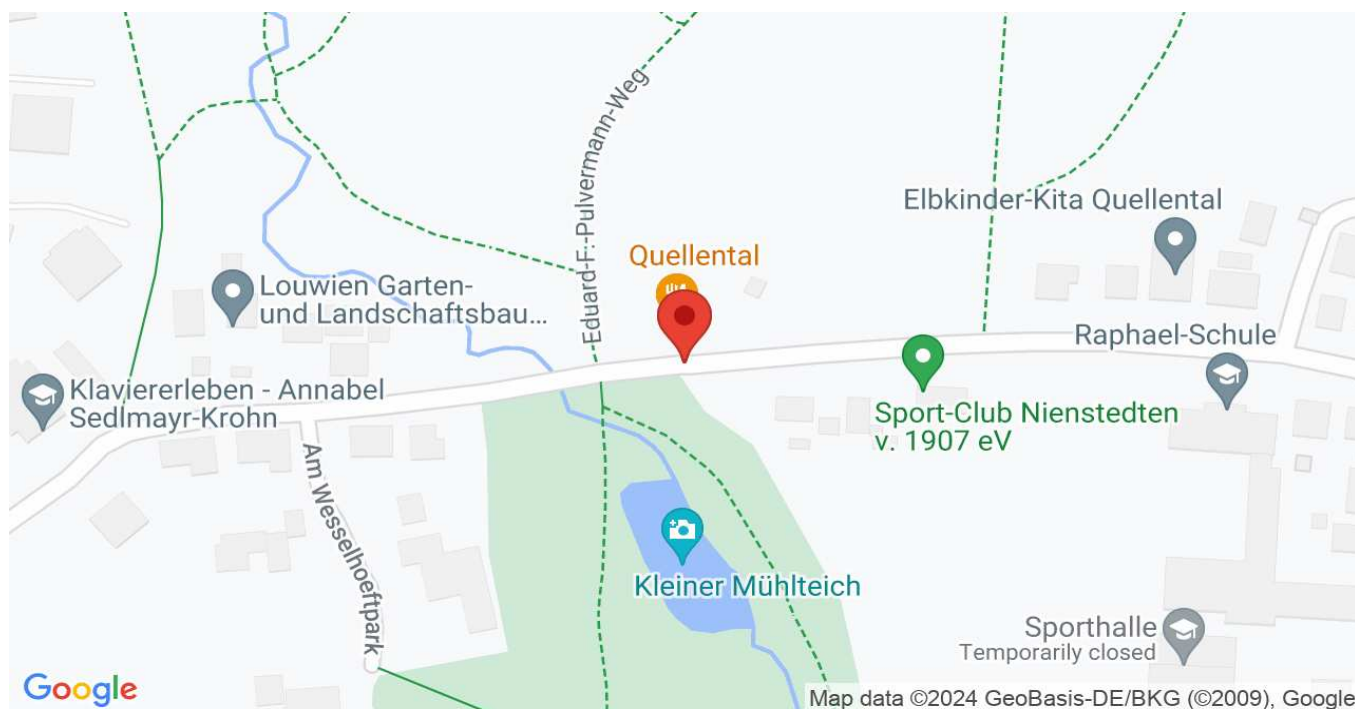 Eduard-F.-Pulvermann-Weg
Elbkinder-Kita Quellental
Quellental
Louwien Garten-
und Landschaftsbau...
Raphael-Schule
Klaviererleben - Annabel
Sedlmayr-Krohn
Sport-Club Nienstedten
v. 1907 eV
Am Wesselhoeftpark
Kleiner Mühlteich
Sporthalle
Temporarily closed
Google
Map data ©2024 GeoBasis-DE/BKG (©2009), Google